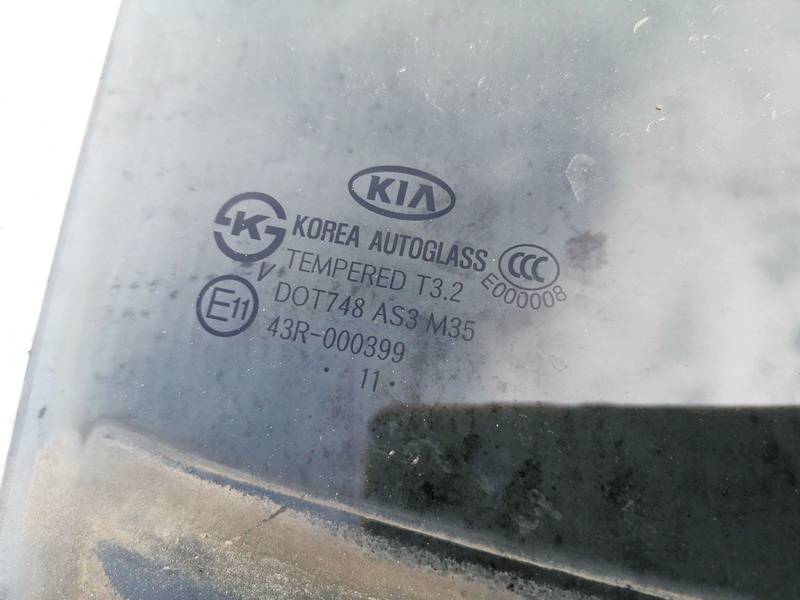 KIA
K KOREA AUTOGLASS CCC
V TEMPERED T3.2 E000008
E11 DOT748 AS3 M35
43R-000399
· 11 ·